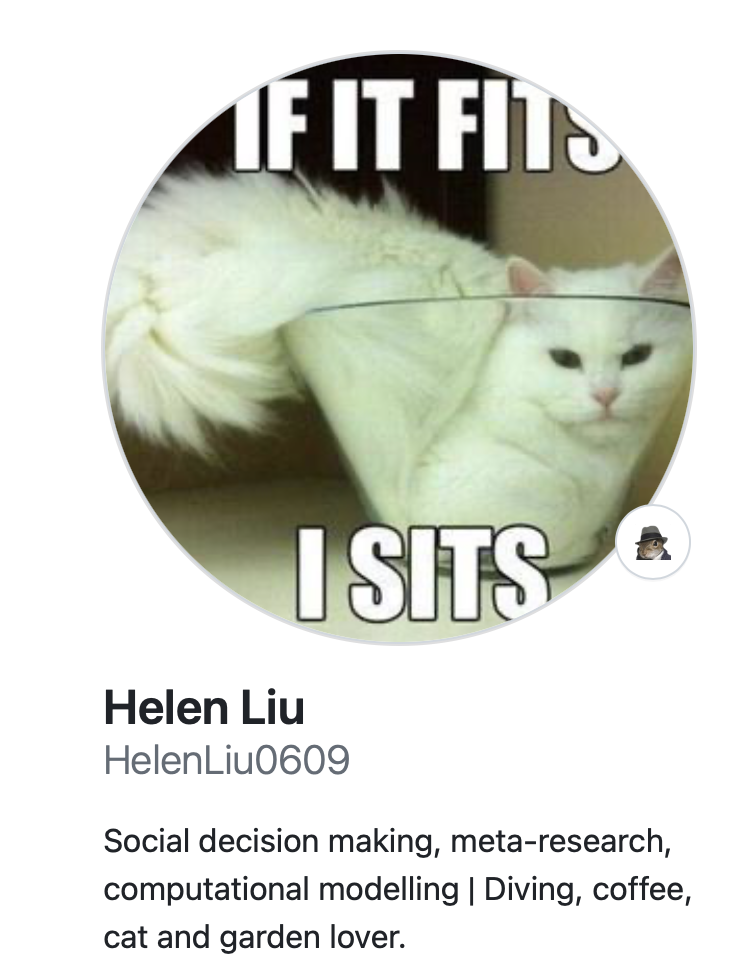 IF IT FITS
I SITS
Helen Liu
HelenLiu0609
Social decision making, meta-research,
computational modelling | Diving, coffee,
cat and garden lover.